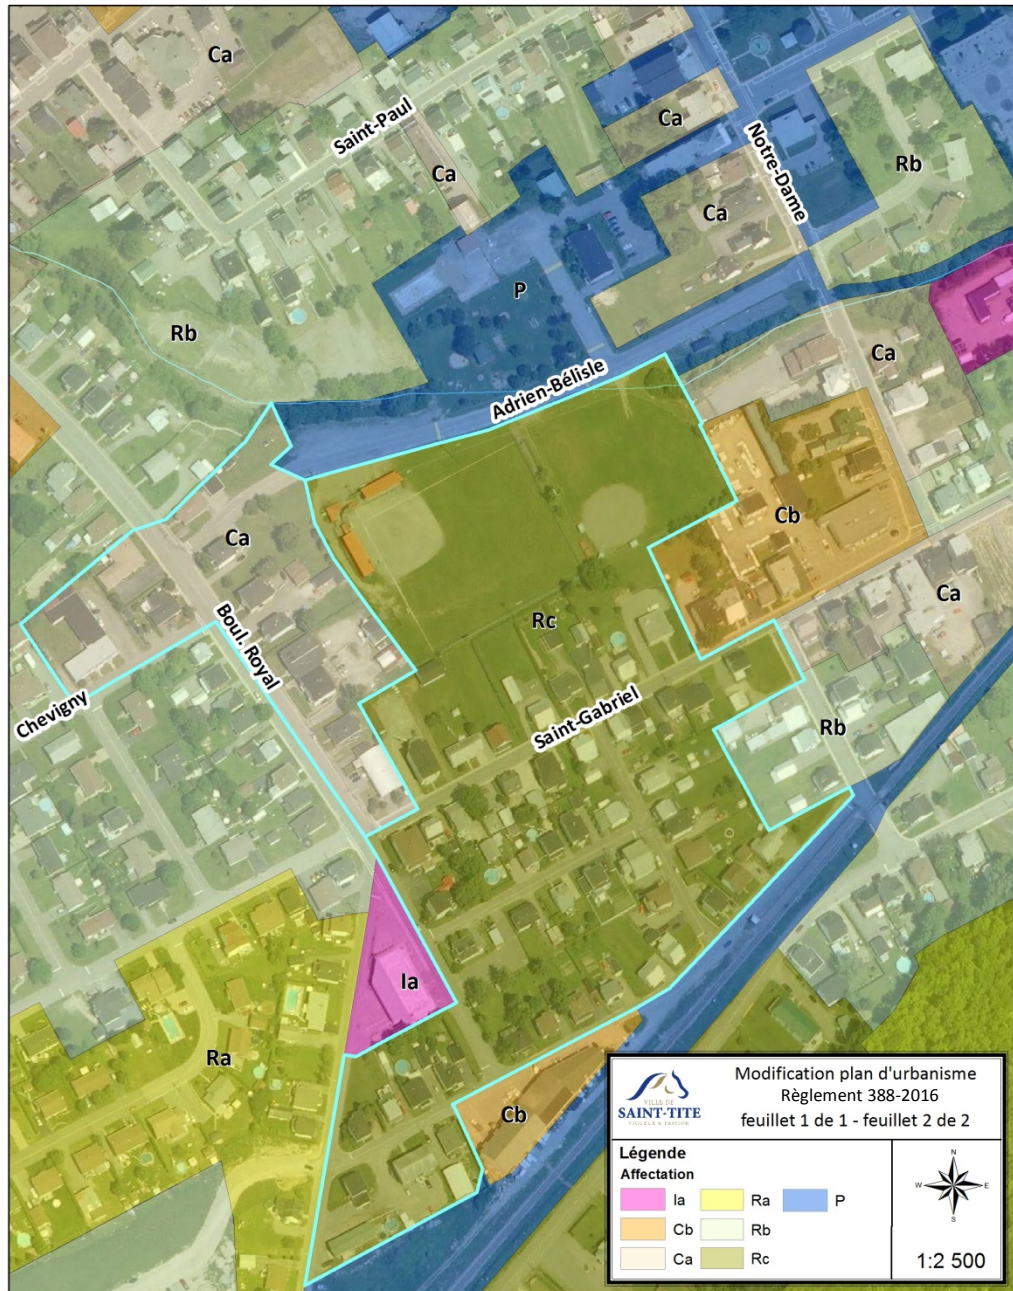 Ca
Saint-Paul
Ca
Ca
Notre-Dame
Rb
Ca
P
Rb
Adrien-Bélisle
Ca
Ca
Cb
Boul. Royal
Rc
Ca
Chevigny
Saint-Gabriel
Rb
Ia
Ra
Cb
VILLE DE
SAINT-TITE
Modification plan d'urbanisme
Règlement 388-2016
feuillet 1 de 1 - feuillet 2 de 2
Légende
Affectation
Ia
Ra
P
Cb
Rb
Ca
Rc
N
W
E
S
1:2 500